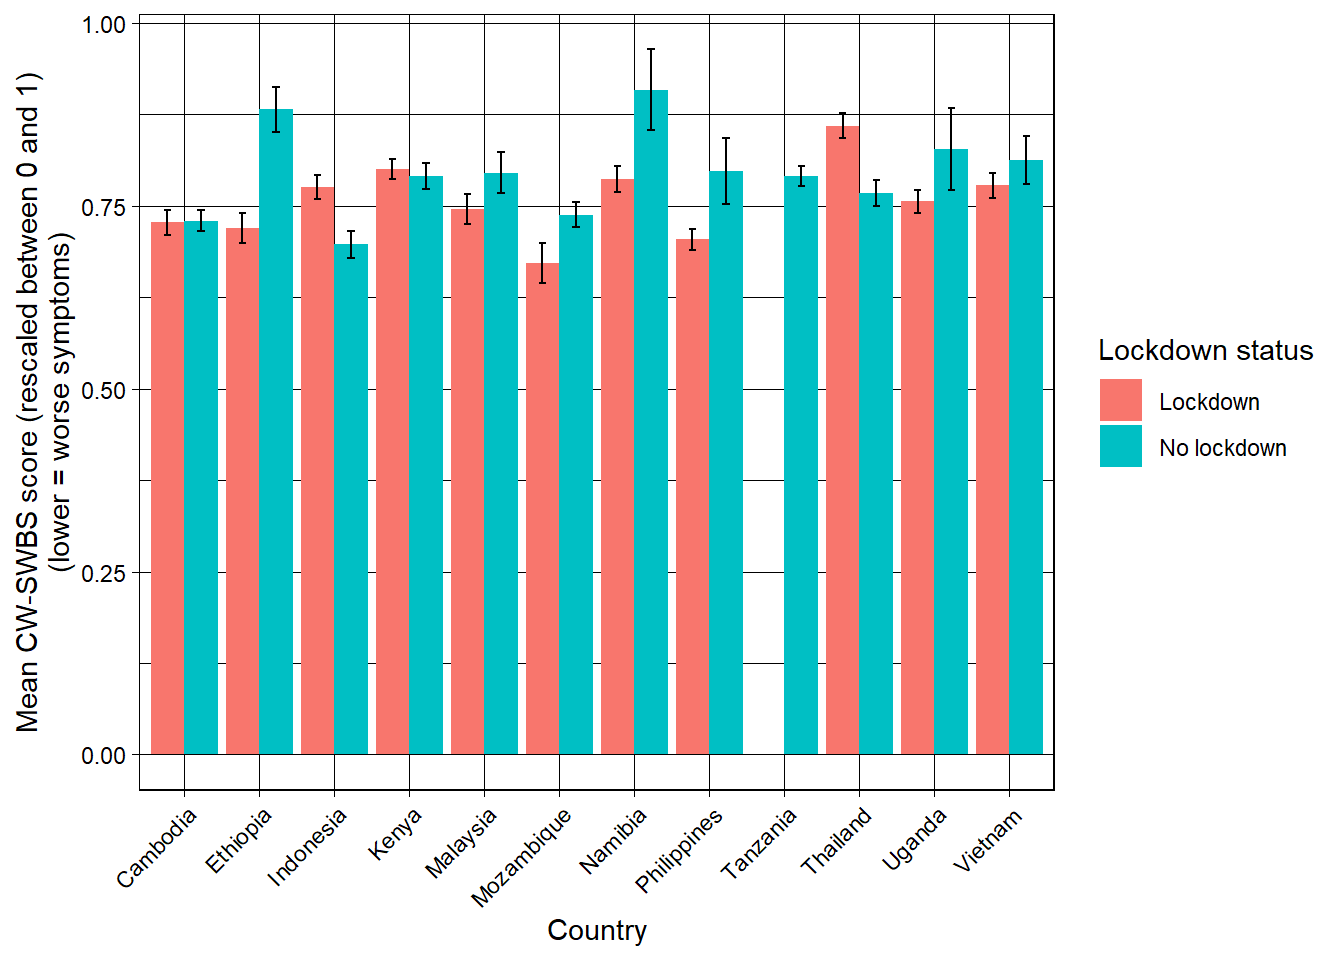 Mean CW-SWBS score (rescaled between 0 and 1)
(lower = worse symptoms)
1.00
0.75
0.50
0.25
0.00
Cambodia
Ethiopia
Indonesia
Kenya
Malaysia
Mozambique
Namibia
Philippines
Tanzania
Thailand
Uganda
Vietnam
Country
Lockdown status
Lockdown
No lockdown